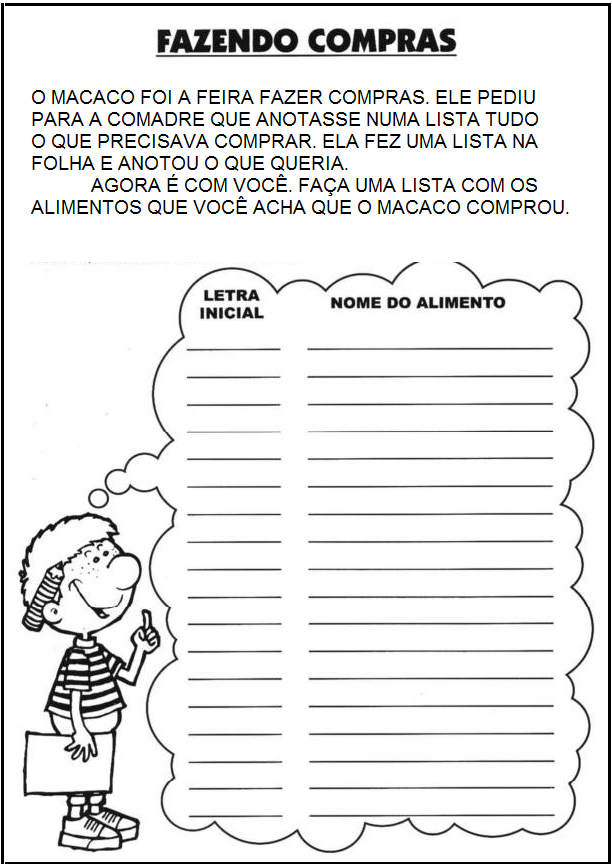 FAZENDO COMPRAS
O MACACO FOI A FEIRA FAZER COMPRAS. ELE PEDIU
PARA A COMADRE QUE ANOTASSE NUMA LISTA TUDO
O QUE PRECISAVA COMPRAR. ELA FEZ UMA LISTA NA
FOLHA E ANOTOU O QUE QUERIA.
AGORA É COM VOCÊ. FAÇA UMA LISTA COM OS
ALIMENTOS QUE VOCÊ ACHA QUE O MACACO COMPROU.
LETRA
INICIAL
NOME DO ALIMENTO